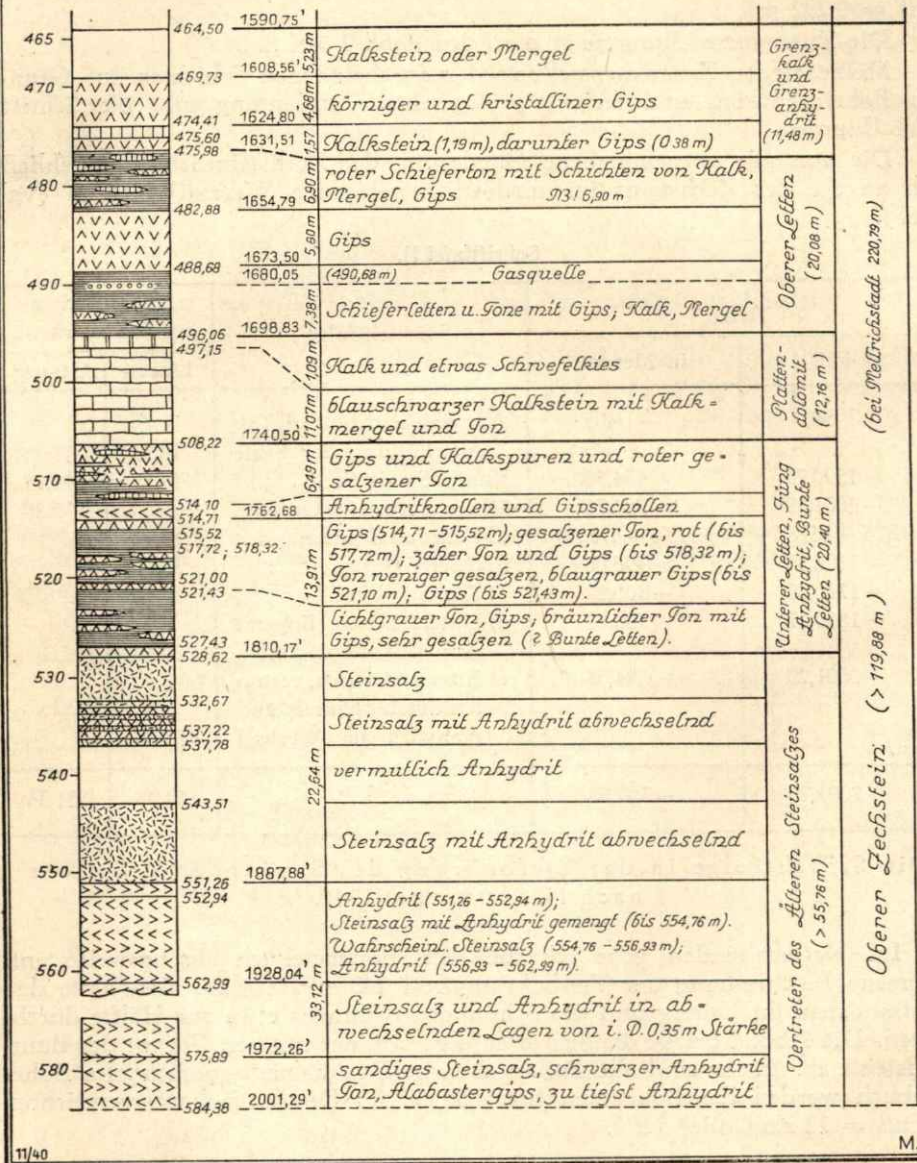 465
464,50
1590,75'
5,23 m
Kalkstein oder Mergel
469,73
1608,56'
470
4,68 m
körniger und kristalliner Gips
474,41
1624,80'
475,60
1631,51
1,57
Kalkstein (1,19 m), darunter Gips (0 38 m)
475,98
480
6,90 m
roter Schieferton mit Schichten von Kalk,
Mergel, Gips 6,90 m
482,88
1654,79
5,80 m
Gips
1673,50
488,68
1680,05
(490,68 m) Gasquelle
490
7,38 m
Schieferletten u. Tone mit Gips; Kalk, Mergel
496,06
1698,83
497,15
500
1,09 m
Kalk und etwas Schwefelkies
11,07 m
blauschwarzer Kalkstein mit Kalk=
mergel und Ton
508,22
1740,50'
510
6,49 m
Gips und Kalkspuren und roter ge-
salzener Ton
514,10
1762,68
Anhydritknollen und Gipsschollen
514,71
515,52
517,72; 518,32
520
521,00
521,43
13,91 m
Gips (514,71-515,52 m); gesalzener Ton, rot (bis
517,72 m); zäher Ton und Gips (bis 518,32 m);
Ton weniger gesalzen, blaugrauer Gips (bis
521,10 m); Gips (bis 521,43 m).
lichtgrauer Ton, Gips; bräunlicher Ton mit
Gips, sehr gesalzen (? Bunte Letten).
527,43
1810,17'
528,62
530
Steinsalz
532,67
Steinsalz mit Anhydrit abwechselnd
537,22
537,78
540
22,64 m
vermutlich Anhydrit
543,51
Steinsalz mit Anhydrit abwechselnd
550
551,26
1887,88'
552,94
Anhydrit (551,26 - 552,94 m);
Steinsalz mit Anhydrit gemengt (bis 554,76 m).
Wahrscheinl. Steinsalz (554,76 - 556,93 m);
Anhydrit (556,93 - 562,99 m).
560
562,99
1928,04'
33,12 m
Steinsalz und Anhydrit in ab-
wechselnden Lagen von i. D. 0,35 m Stärke
575,89
1972,26'
580
sandiges Steinsalz, schwarzer Anhydrit
Ton, Alabastergips, zu tiefst Anhydrit
584,38
2001,29'
Grenz-
kalk
und
Grenz-
anhy-
drit
(11,48 m)
Oberer Letten
(20,08 m)
Platten-
dolomit
(12,16 m)
Unterer Letten, Jüng
Anhydrit, Bunte
Letten (20,40 m)
Vertreter des Älteren Steinsalzes
(> 55,76 m)
Oberer Zechstein (> 119,88 m)
(bei Mellrichstadt 220,79 m)
11/40
M.